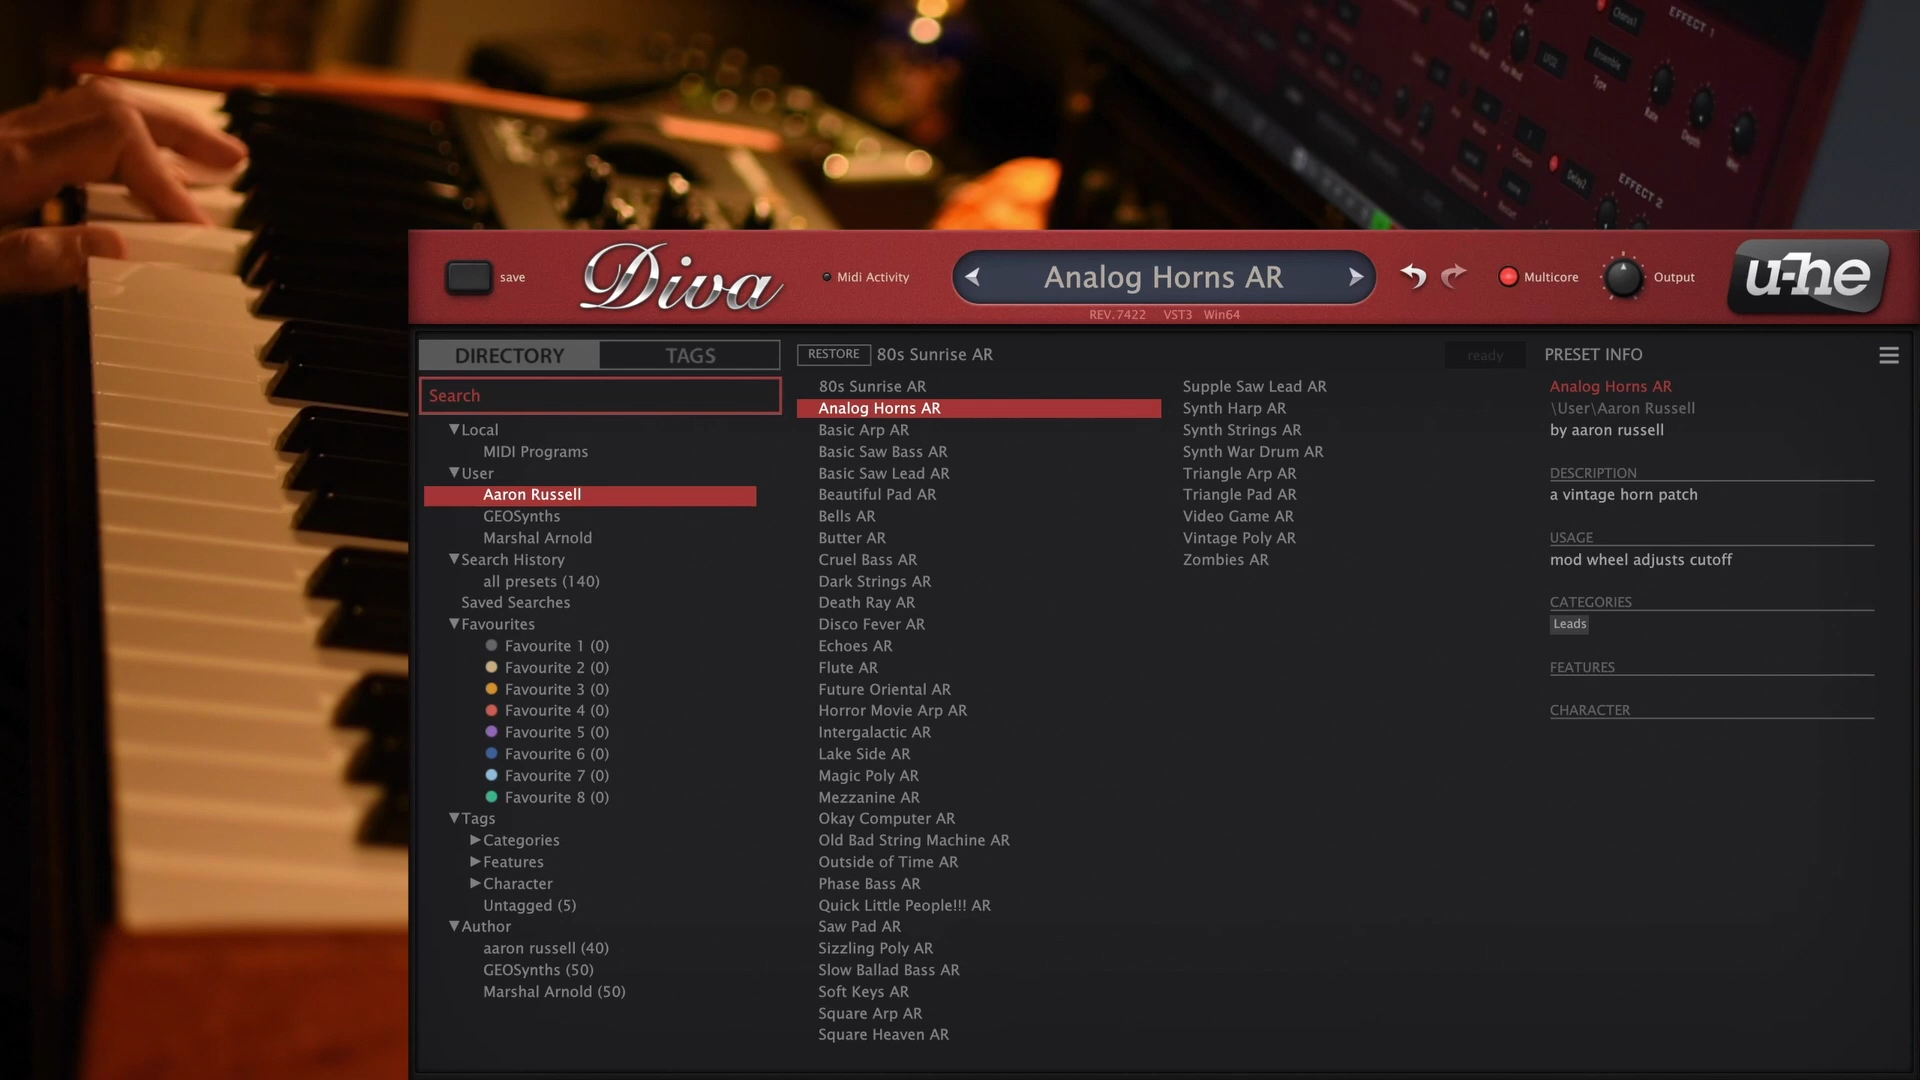 EFFECT 1
Chorus1
Ensemble
Type
Rate
Depth
Delay2
EFFECT 2
save
Diva
Midi Activity
Analog Horns AR
REV.7422 VST3 Win64
Multicore
Output
u-he
DIRECTORY
TAGS
RESTORE
80s Sunrise AR
ready
PRESET INFO
Search
Local
MIDI Programs
User
Aaron Russell
GEOSynths
Marshal Arnold
Search History
all presets (140)
Saved Searches
Favourites
Favourite 1 (0)
Favourite 2 (0)
Favourite 3 (0)
Favourite 4 (0)
Favourite 5 (0)
Favourite 6 (0)
Favourite 7 (0)
Favourite 8 (0)
Tags
Categories
Features
Character
Untagged (5)
Author
aaron russell (40)
GEOSynths (50)
Marshal Arnold (50)
80s Sunrise AR
Analog Horns AR
Basic Arp AR
Basic Saw Bass AR
Basic Saw Lead AR
Beautiful Pad AR
Bells AR
Butter AR
Cruel Bass AR
Dark Strings AR
Death Ray AR
Disco Fever AR
Echoes AR
Flute AR
Future Oriental AR
Horror Movie Arp AR
Intergalactic AR
Lake Side AR
Magic Poly AR
Mezzanine AR
Okay Computer AR
Old Bad String Machine AR
Outside of Time AR
Phase Bass AR
Quick Little People!!! AR
Saw Pad AR
Sizzling Poly AR
Slow Ballad Bass AR
Soft Keys AR
Square Arp AR
Square Heaven AR
Supple Saw Lead AR
Synth Harp AR
Synth Strings AR
Synth War Drum AR
Triangle Arp AR
Triangle Pad AR
Video Game AR
Vintage Poly AR
Zombies AR
Analog Horns AR
\User\Aaron Russell
by aaron russell
DESCRIPTION
a vintage horn patch
USAGE
mod wheel adjusts cutoff
CATEGORIES
Leads
FEATURES
CHARACTER